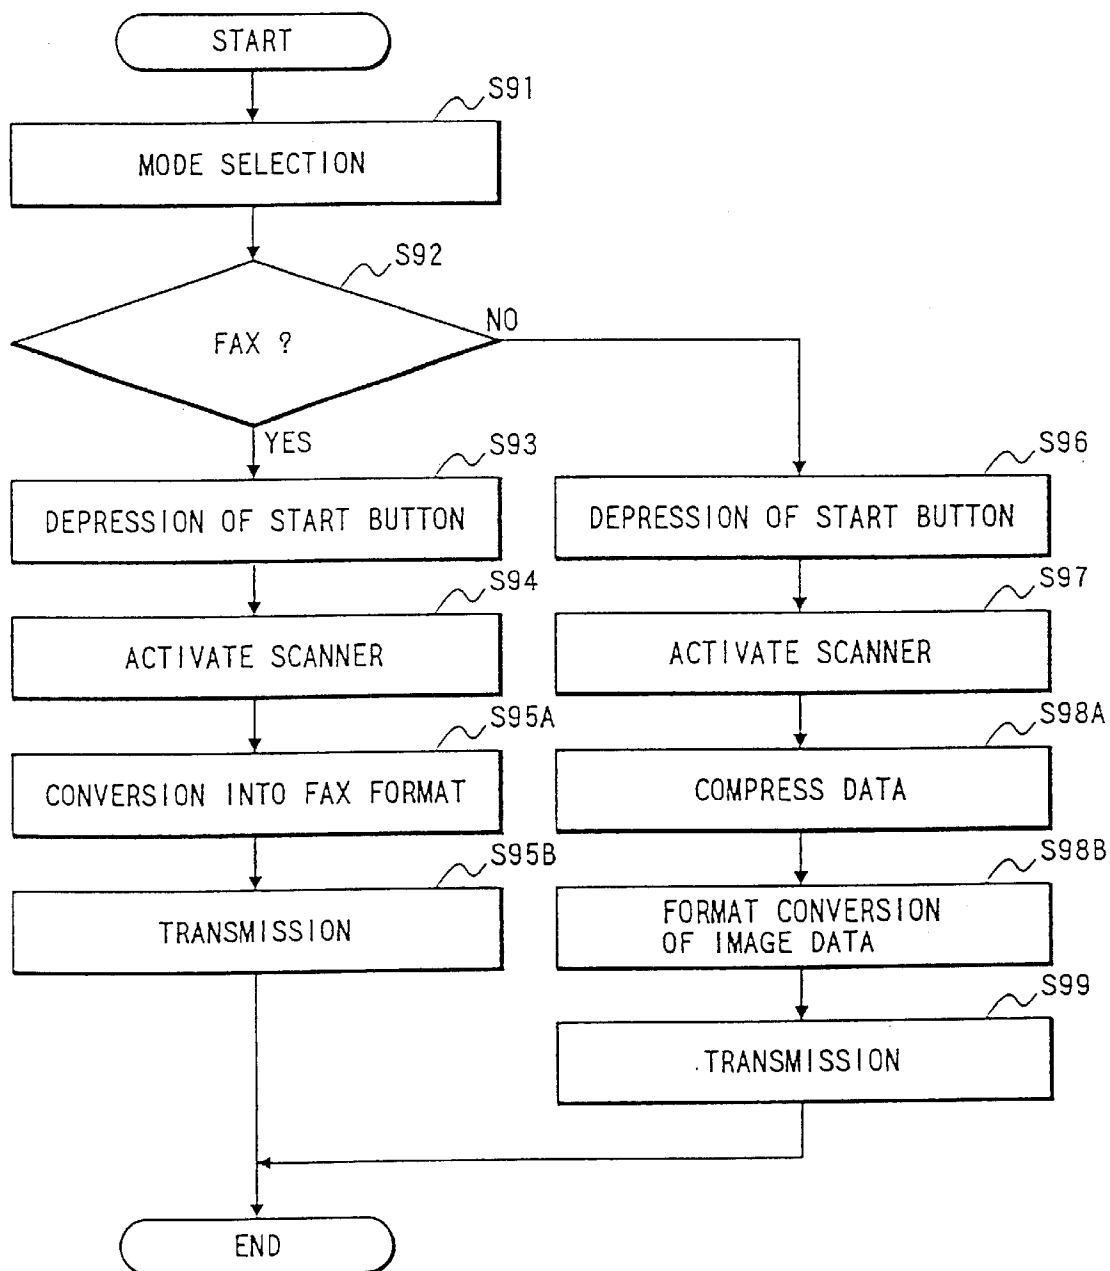 START
S91
MODE SELECTION
S92
FAX ?
NO
YES
S93
DEPRESSION OF START BUTTON
S94
ACTIVATE SCANNER
S95A
CONVERSION INTO FAX FORMAT
S95B
TRANSMISSION
S96
DEPRESSION OF START BUTTON
S97
ACTIVATE SCANNER
S98A
COMPRESS DATA
S98B
FORMAT CONVERSION
OF IMAGE DATA
S99
TRANSMISSION
END